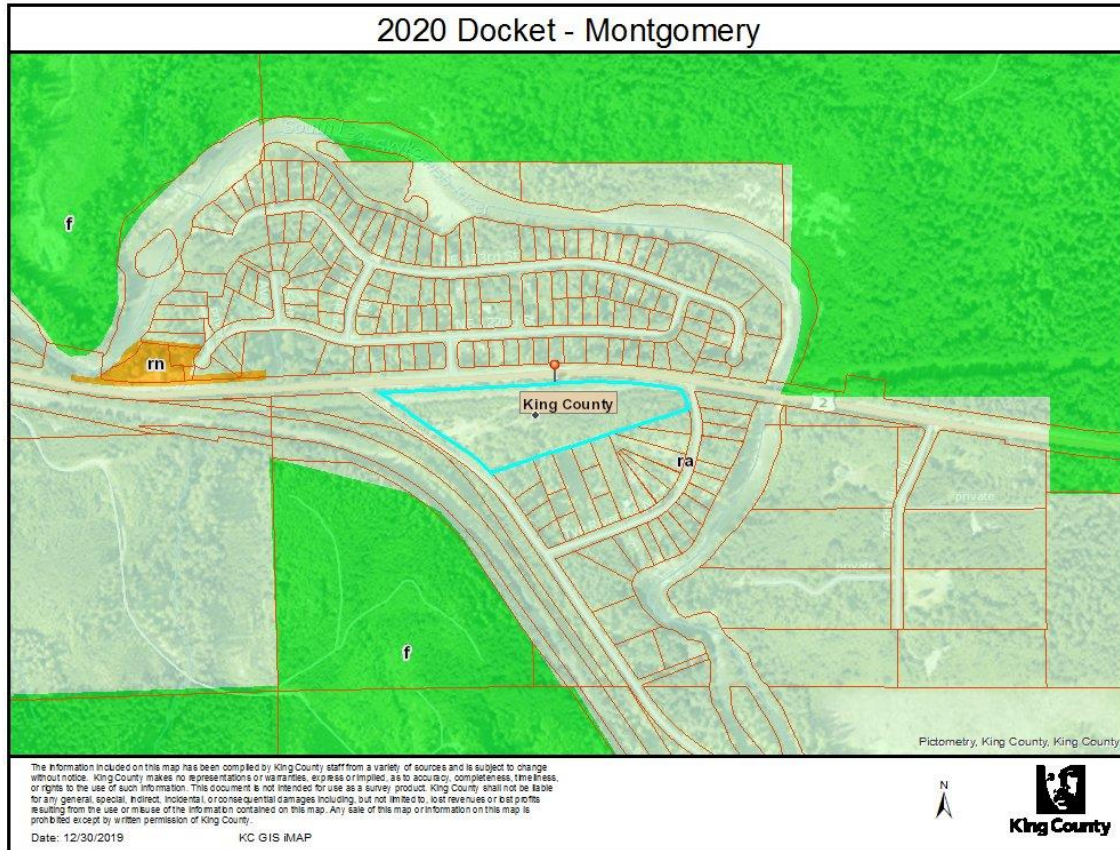 2020 Docket - Montgomery
f
rn
King County
2
ra
private
private
f
Pictometry, King County, King County
The information included on this map has been compiled by King County staff from a variety of sources and is subject to change
without notice. King County makes no representations or warranties, express or implied, as to accuracy, completeness, timeliness,
or rights to the use of such information. This document is not intended for use as a survey product. King County shall not be liable
for any general, special, indirect, incidental, or consequential damages including, but not limited to, lost revenues or lost profits
resulting from the use or misuse of the information contained on this map. Any sale of this map or information on this map is
prohibited except by written permission of King County.
Date: 12/30/2019 KC GIS iMAP
N
King County